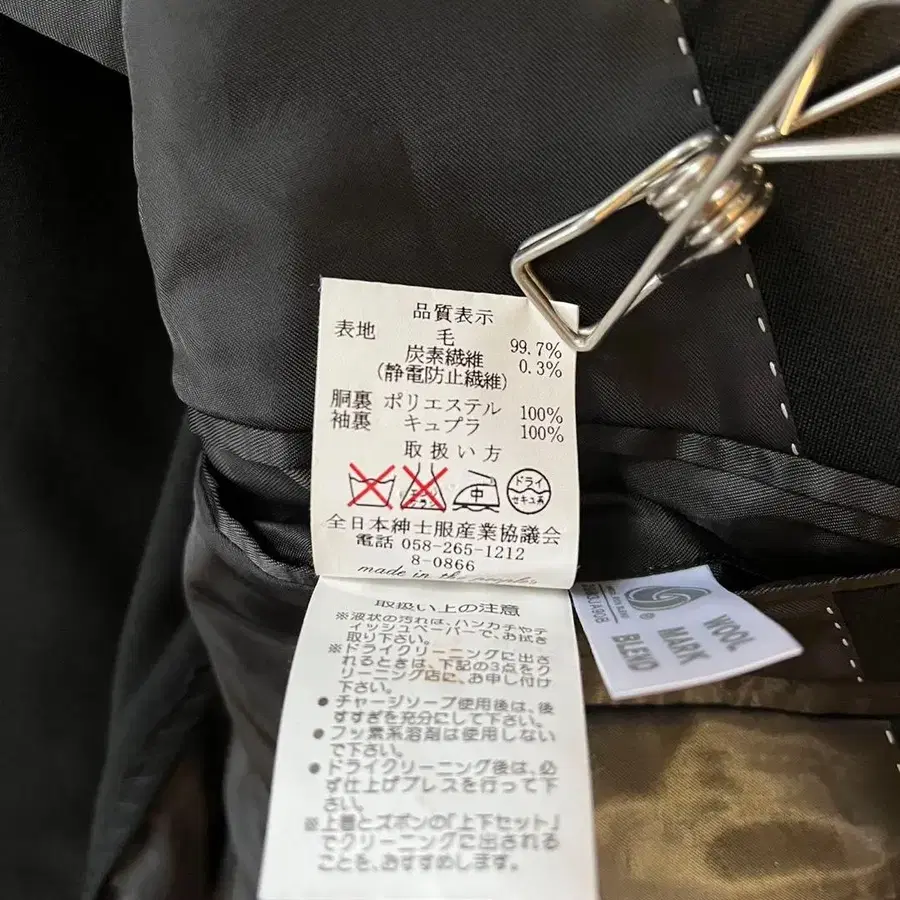 品質表示
表地 毛 99.7%
炭素繊維 0.3%
(静電防止繊維)
胴裏 ポリエステル 100%
袖裏 キュプラ 100%
取扱い方
中 ドライ
セキユ系
全日本紳士服産業協議会
電話 058-265-1212
8-0866
made in the
取扱い上の注意
※液状の汚れは、ハンカチやテ
ィッシュペーパーで、お拭き
取り下さい。
※ドライクリーニングに出さ
れるときは、下記の3点をク
リーニング店に、お申し付け
下さい。
●チャージソープ使用後は、後
すすぎを充分にして下さい。
●フッ素系溶剤は使用しない
で下さい。
●ドライクリーニング後は、必
ず仕上げプレスを行って下
さい。
※上着とズボンの「上下セット」
でクリーニングに出される
ことを、おすすめします。
WOOL
MARK
BLEND